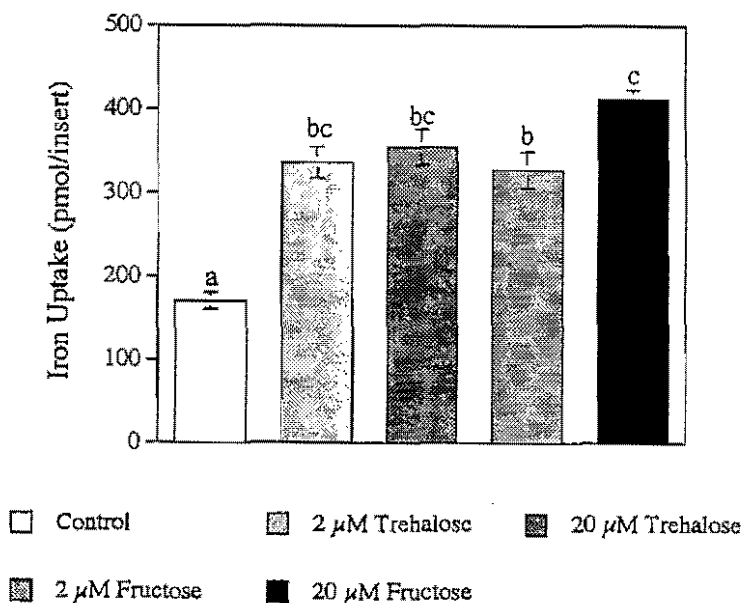 500
400
300
200
100
0
Iron Uptake (pmol/insert)
a
bc
bc
b
c
Control
2 μM Trehalose
20 μM Trehalose
2 μM Fructose
20 μM Fructose